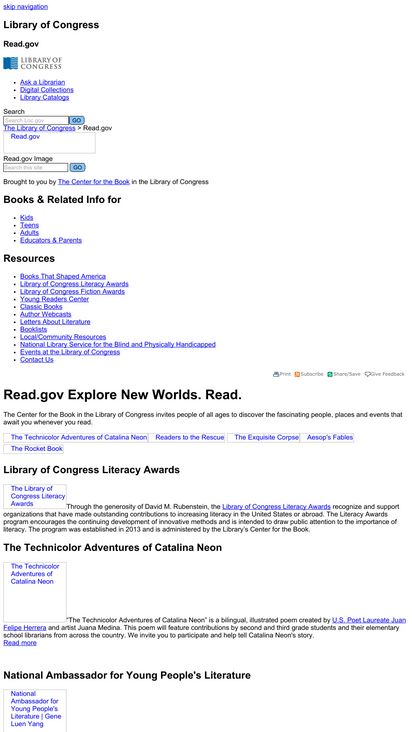 skip navigation
Library of Congress
Read.gov
LIBRARY OF
CONGRESS
Ask a Librarian
Digital Collections
Library Catalogs
Search
Search Loc.gov GO
The Library of Congress > Read.gov
Read.gov
Read.gov Image
Search this site GO
Brought to you by The Center for the Book in the Library of Congress
Books & Related Info for
Kids
Teens
Adults
Educators & Parents
Resources
Books That Shaped America
Library of Congress Literacy Awards
Library of Congress Fiction Awards
Young Readers Center
Classic Books
Author Webcasts
Letters About Literature
Booklists
Local/Community Resources
National Library Service for the Blind and Physically Handicapped
Events at the Library of Congress
Contact Us
Print Subscribe Share/Save Give Feedback
Read.gov Explore New Worlds. Read.
The Center for the Book in the Library of Congress invites people of all ages to discover the fascinating people, places and events that
await you whenever you read.
The Technicolor Adventures of Catalina Neon Readers to the Rescue The Exquisite Corpse Aesop's Fables
The Rocket Book
Library of Congress Literacy Awards
The Library of
Congress Literacy
Awards
Through the generosity of David M. Rubenstein, the Library of Congress Literacy Awards recognize and support
organizations that have made outstanding contributions to increasing literacy in the United States or abroad. The Literacy Awards
program encourages the continuing development of innovative methods and is intended to draw public attention to the importance of
literacy. The program was established in 2013 and is administered by the Library's Center for the Book.
The Technicolor Adventures of Catalina Neon
The Technicolor
Adventures of
Catalina Neon
"The Technicolor Adventures of Catalina Neon" is a bilingual, illustrated poem created by U.S. Poet Laureate Juan
Felipe Herrera and artist Juana Medina. This poem will feature contributions by second and third grade students and their elementary
school librarians from across the country. We invite you to participate and help tell Catalina Neon's story.
Read more
National Ambassador for Young People's Literature
National
Ambassador for
Young People's
Literature | Gene
Luen Yang